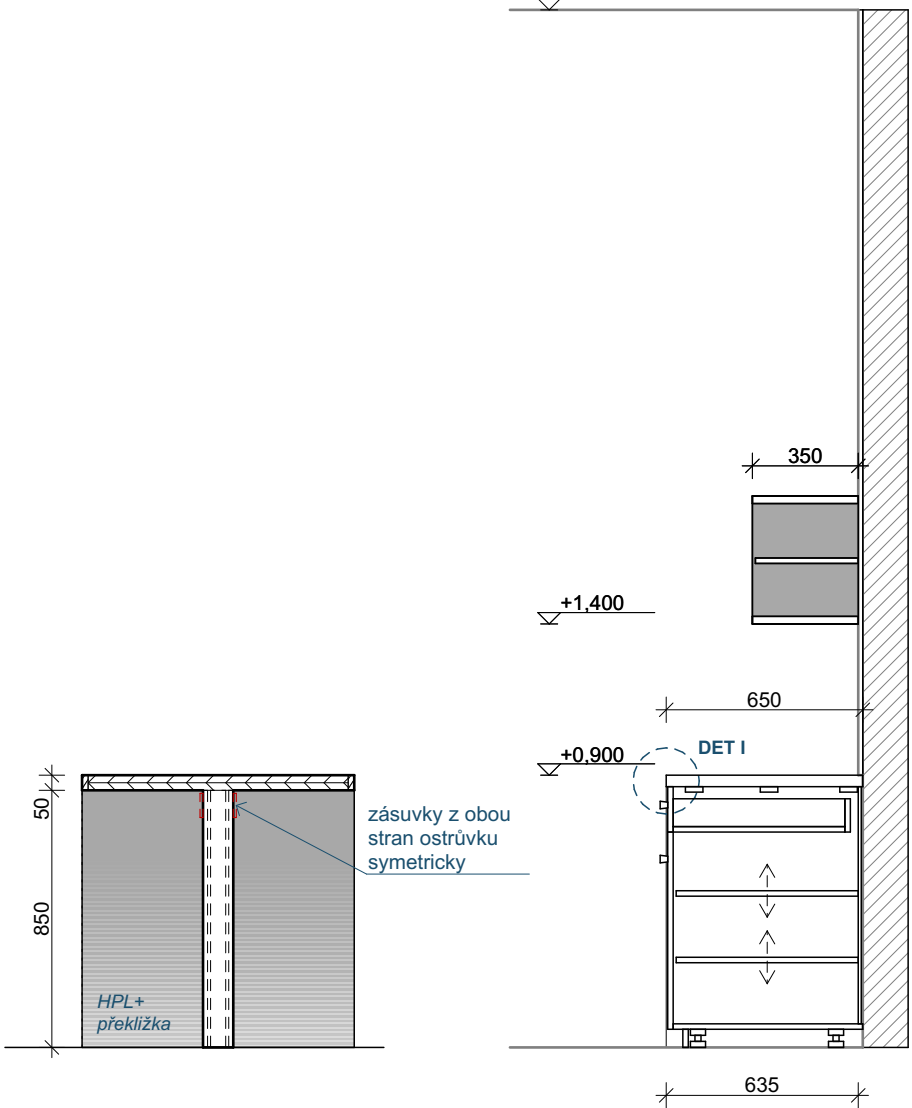 350
+1,400
650
+0,900
DET I
50
zásuvky z obou
stran ostrůvku
symetricky
850
HPL+
překližka
635